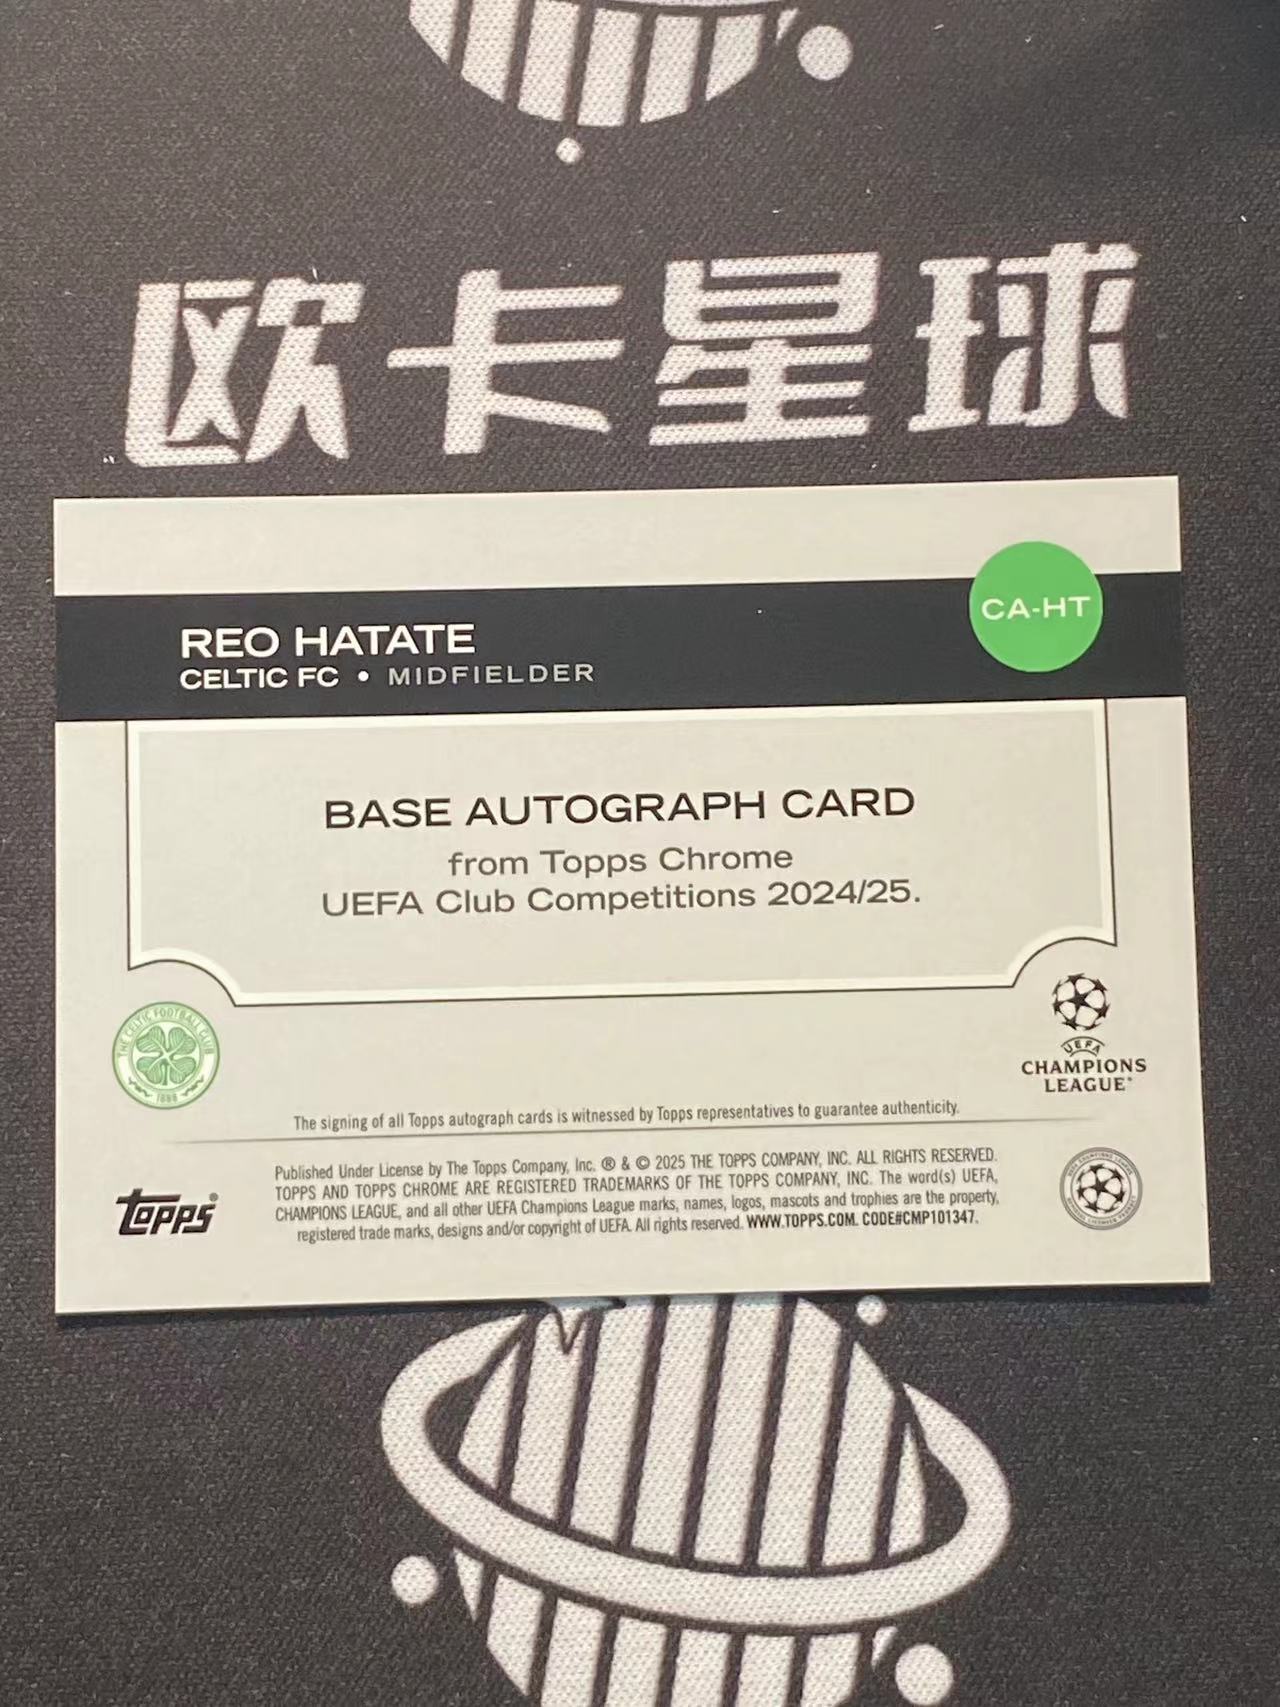 欧卡星球
REO HATATE
CELTIC FC • MIDFIELDER
CA-HT
BASE AUTOGRAPH CARD
from Topps Chrome
UEFA Club Competitions 2024/25.
THE CELTIC FOOTBALL CLUB
1888
UEFA
CHAMPIONS
LEAGUE®
The signing of all Topps autograph cards is witnessed by Topps representatives to guarantee authenticity.
Published Under License by The Topps Company, Inc. ® & © 2025 THE TOPPS COMPANY, INC. ALL RIGHTS RESERVED.
TOPPS AND TOPPS CHROME ARE REGISTERED TRADEMARKS OF THE TOPPS COMPANY, INC. The word(s) UEFA,
CHAMPIONS LEAGUE, and all other UEFA Champions League marks, names, logos, mascots and trophies are the property,
registered trade marks, designs and/or copyright of UEFA. All rights reserved. WWW.TOPPS.COM. CODE#CMP101347.
Topps®